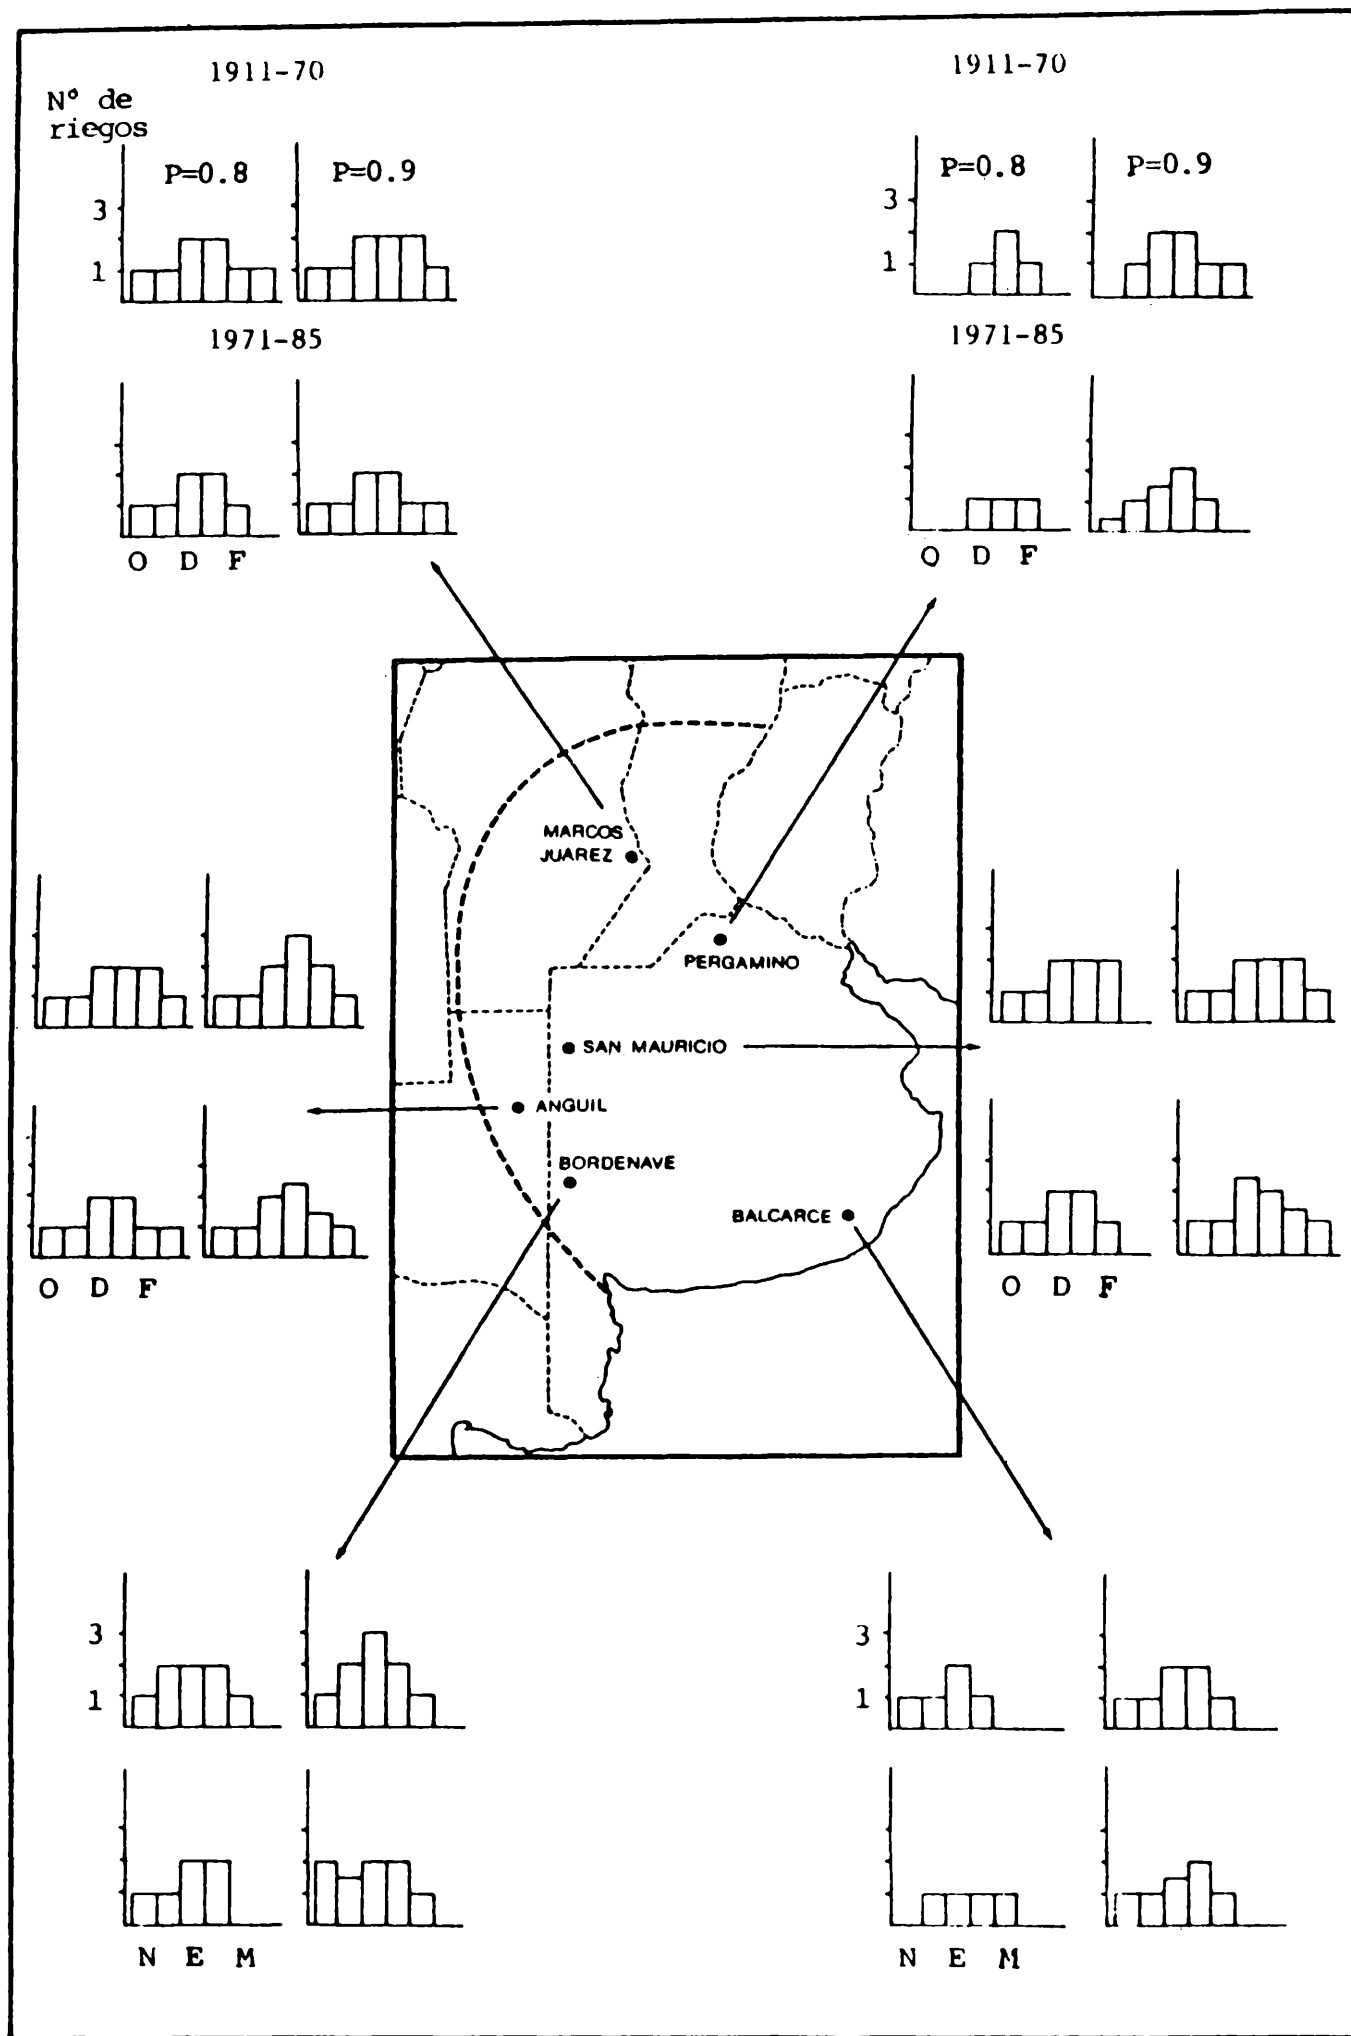 1911-70
1911-70
Nº de
riegos
P=0.8
P=0.9
P=0.8
P=0.9
3
1
3
1
1971-85
1971-85
O D F
O D F
MARCOS
JUAREZ
PERGAMINO
SAN MAURICIO
ANGUIL
BORDENAVE
BALCARCE
O D F
O D F
3
1
3
1
N E M
N E M